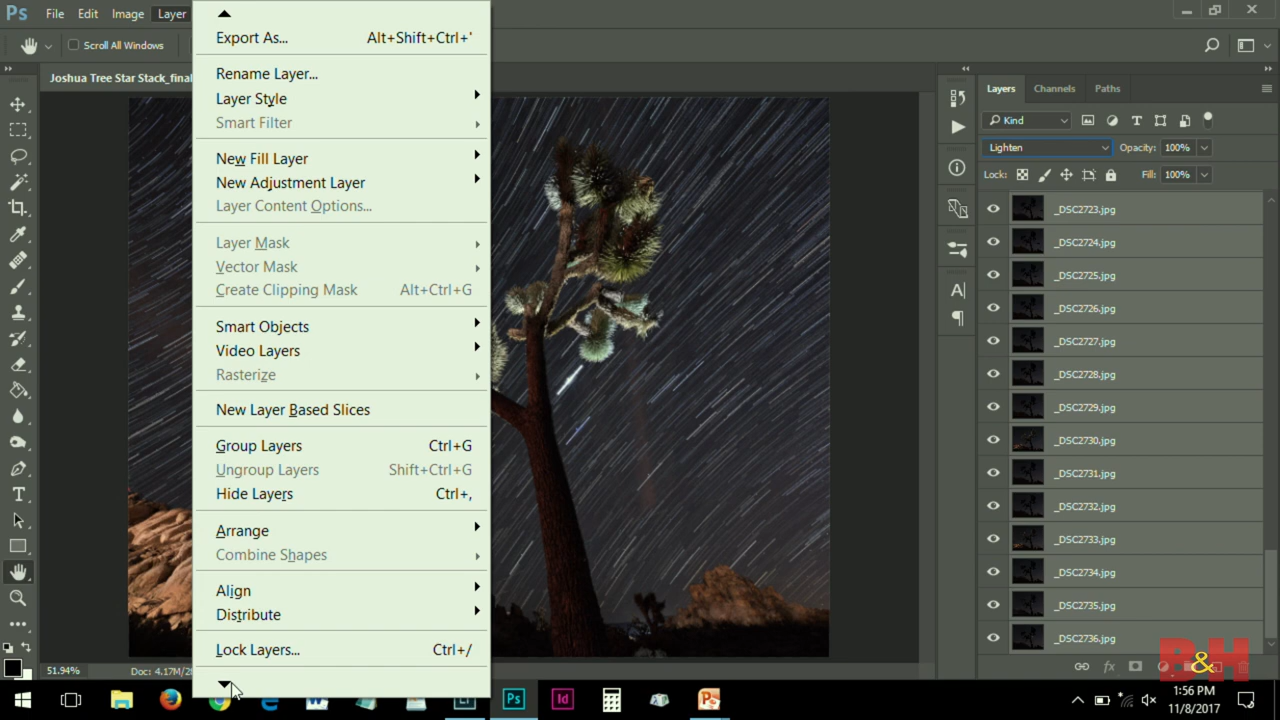 Ps File Edit Image Layer
Scroll All Windows
Joshua Tree Star Stack_final
Export As... Alt+Shift+Ctrl+'
Rename Layer...
Layer Style
Smart Filter
New Fill Layer
New Adjustment Layer
Layer Content Options...
Layer Mask
Vector Mask
Create Clipping Mask Alt+Ctrl+G
Smart Objects
Video Layers
Rasterize
New Layer Based Slices
Group Layers Ctrl+G
Ungroup Layers Shift+Ctrl+G
Hide Layers Ctrl+,
Arrange
Combine Shapes
Align
Distribute
Lock Layers... Ctrl+/
Layers Channels Paths
Kind
Lighten Opacity: 100%
Lock: Fill: 100%
_DSC2723.jpg
_DSC2724.jpg
_DSC2725.jpg
_DSC2726.jpg
_DSC2727.jpg
_DSC2728.jpg
_DSC2729.jpg
_DSC2730.jpg
_DSC2731.jpg
_DSC2732.jpg
_DSC2733.jpg
_DSC2734.jpg
_DSC2735.jpg
_DSC2736.jpg
B&H
51.94% Doc: 4.17M/
Ps Id
1:56 PM
11/8/2017